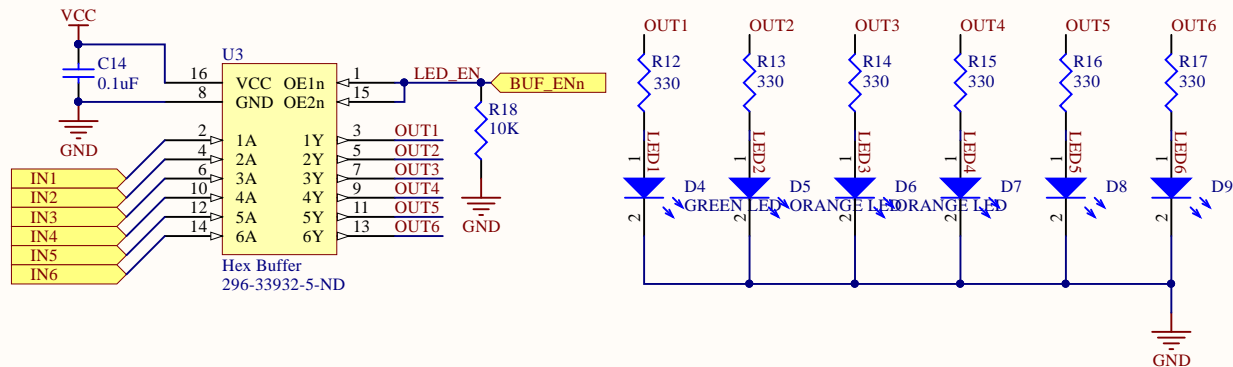 VCC
C14
0.1uF
GND
U3
16
VCC
OE1n
1
8
GND
OE2n
15
LED_EN
BUF_ENn
R18
10K
GND
2
1A
1Y
3
OUT1
4
2A
2Y
5
OUT2
6
3A
3Y
7
OUT3
10
4A
4Y
9
OUT4
12
5A
5Y
11
OUT5
14
6A
6Y
13
OUT6
IN1
IN2
IN3
IN4
IN5
IN6
Hex Buffer
296-33932-5-ND
OUT1
OUT2
OUT3
OUT4
OUT5
OUT6
R12
330
R13
330
R14
330
R15
330
R16
330
R17
330
LED1
LED2
LED3
LED4
LED5
LED6
1
1
1
1
1
1
D4
D5
D6
D7
D8
D9
GREEN LED
ORANGE LED
ORANGE LED
2
2
2
2
2
2
GND